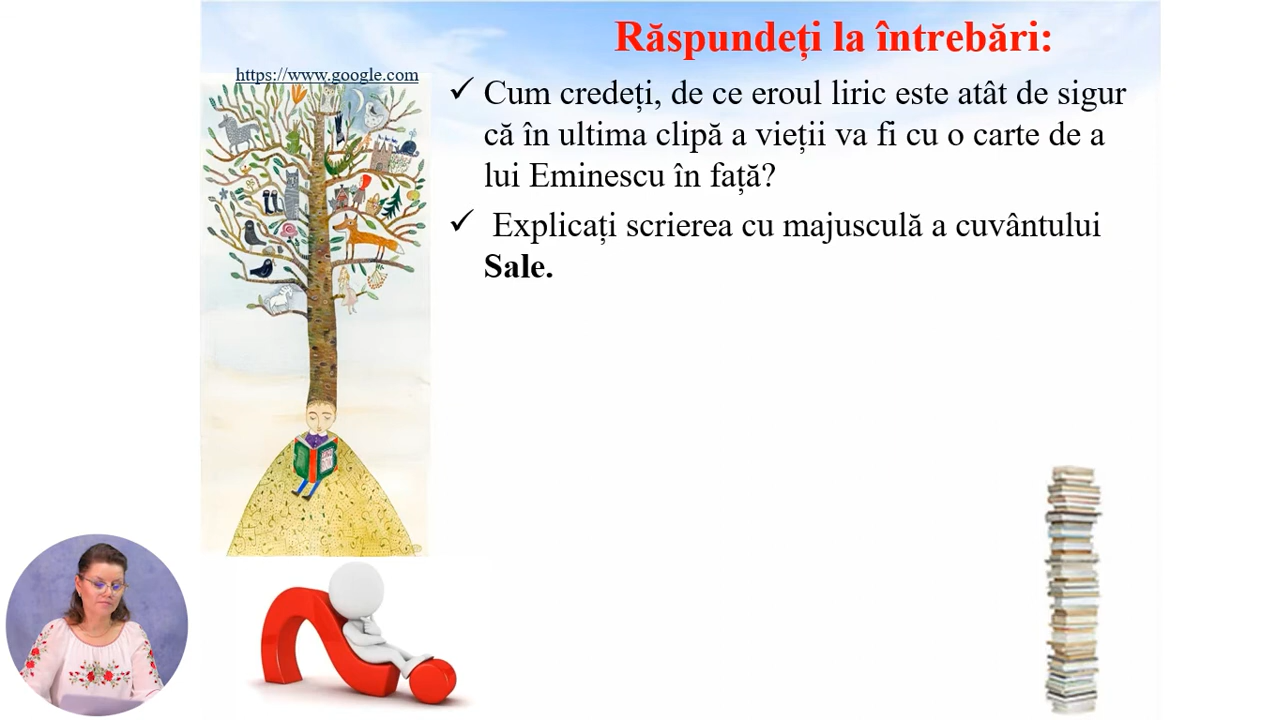 Răspundeți la întrebări:
https://www.google.com
Cum credeți, de ce eroul liric este atât de sigur
că în ultima clipă a vieții va fi cu o carte de a
lui Eminescu în față?
Explicați scrierea cu majusculă a cuvântului
Sale.